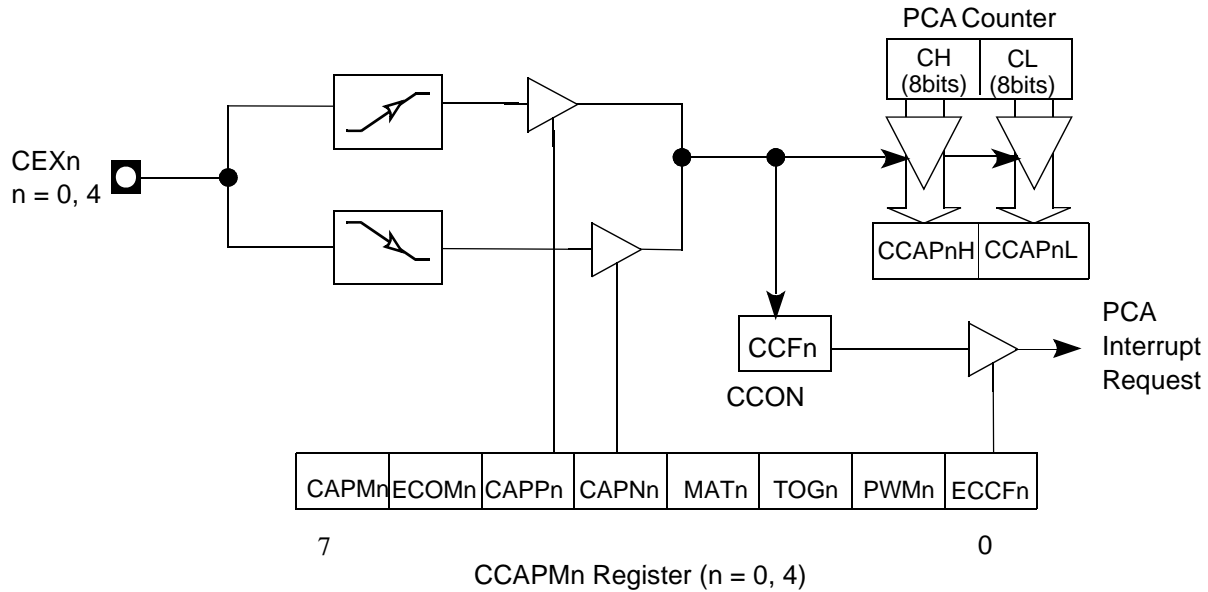 PCA Counter
CH
(8bits)
CL
(8bits)
CEXn
n = 0, 4
CCAPnH
CCAPnL
CCFn
CCON
PCA
Interrupt
Request
CAPMn
ECOMn
CAPPn
CAPNn
MATn
TOGn
PWMn
ECCFn
7
0
CCAPMn Register (n = 0, 4)